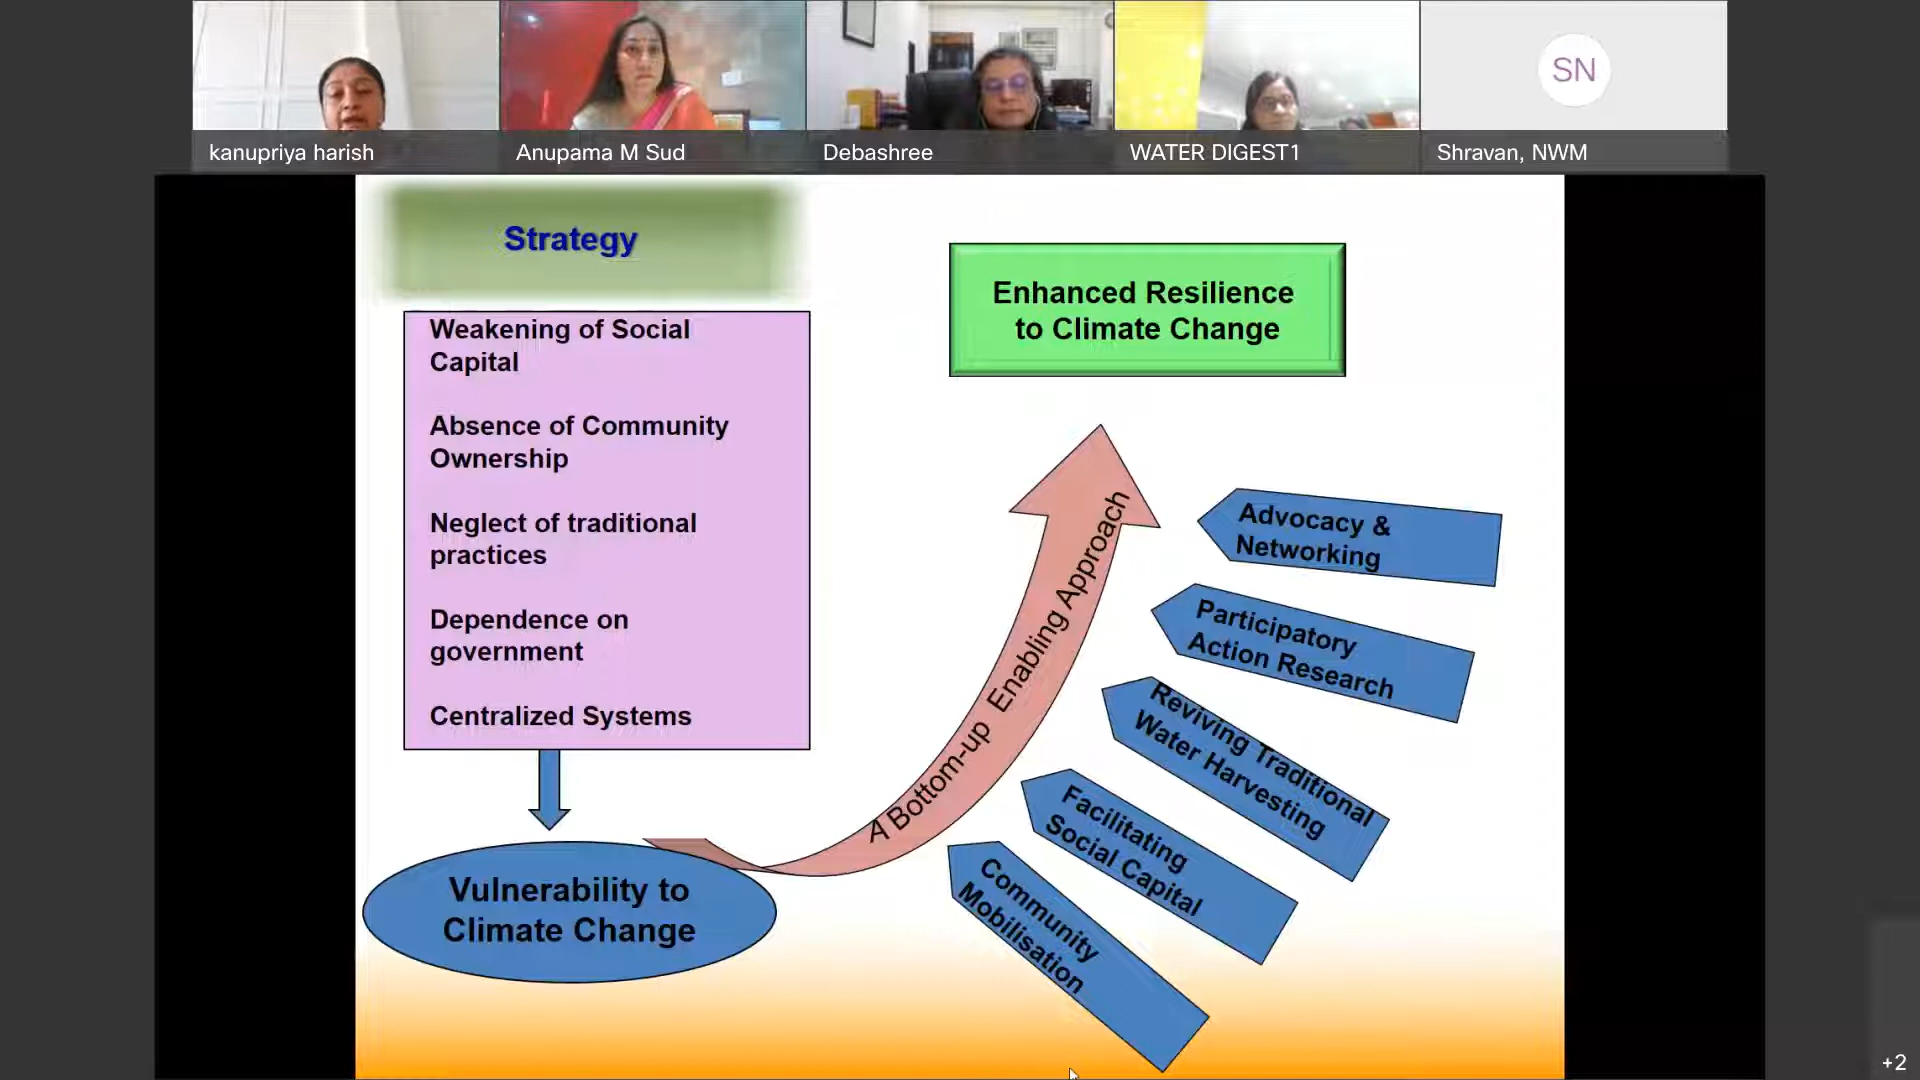 kanupriya harish
Anupama M Sud
Debashree
WATER DIGEST1
SN
Shravan, NWM
Strategy
Weakening of Social
Capital
Absence of Community
Ownership
Neglect of traditional
practices
Dependence on
government
Centralized Systems
Vulnerability to
Climate Change
A Bottom-up Enabling Approach
Enhanced Resilience
to Climate Change
Advocacy &
Networking
Participatory
Action Research
Reviving Traditional
Water Harvesting
Facilitating
Social Capital
Community
Mobilisation
+2